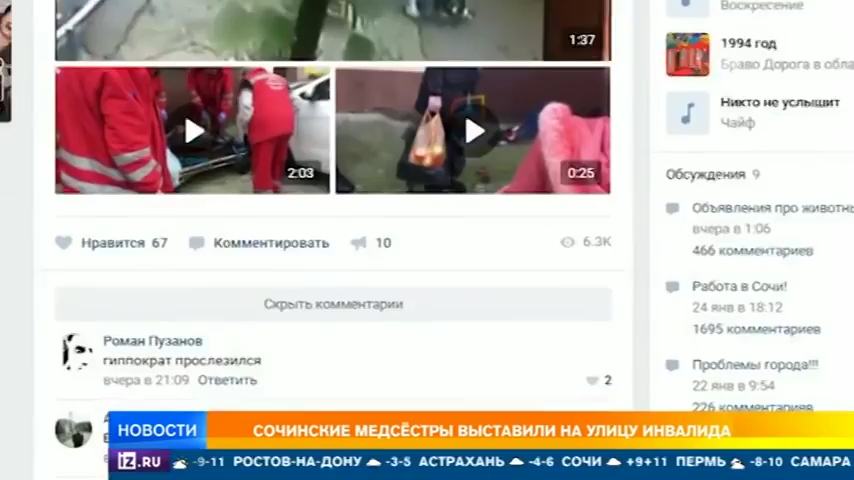 Воскресение
1:37
1994 год
Браво Дорога в обла
Никто не услышит
Чайф
2:03
0:25
Обсуждения 9
Объявления про животны
вчера в 1:06
466 комментариев
Нравится 67
Комментировать
10
6.3K
Работа в Сочи!
24 янв в 18:12
1695 комментариев
Скрыть комментарии
Роман Пузанов
гиппократ прослезился
вчера в 21:09 Ответить
2
Проблемы города!!!
22 янв в 9:54
226 комментариев
НОВОСТИ
СОЧИНСКИЕ МЕДСЁСТРЫ ВЫСТАВИЛИ НА УЛИЦУ ИНВАЛИДА
IZ.RU -9-11 РОСТОВ-НА-ДОНУ -3-5 АСТРАХАНЬ -4-6 СОЧИ +9+11 ПЕРМЬ -8-10 САМАРА